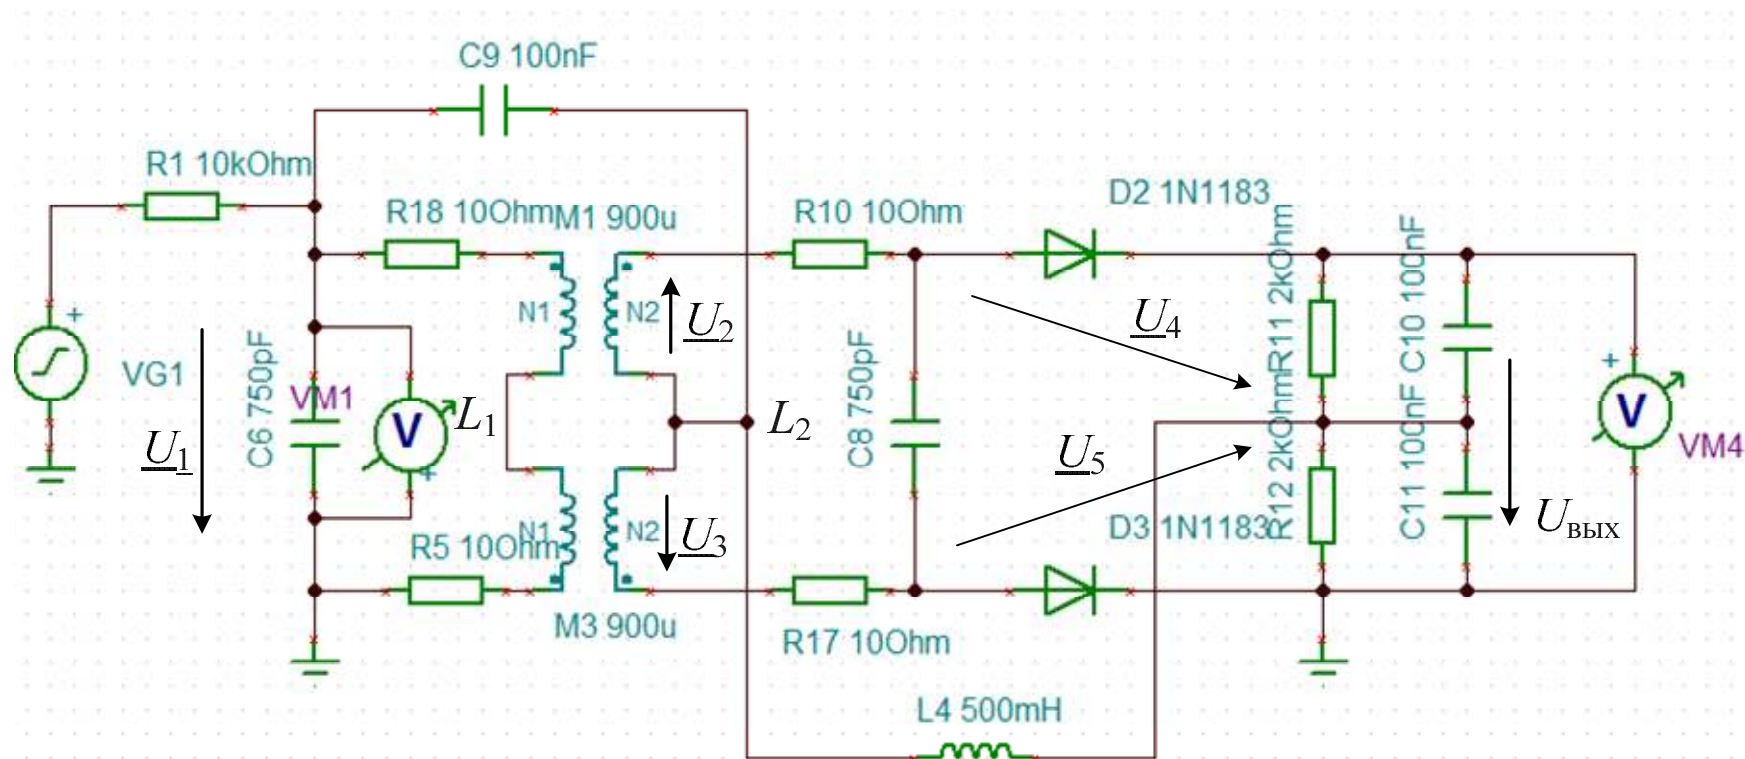 C9 100nF
R1 10kOhm
R18 10Ohm
M1 900u
R10 10Ohm
D2 1N1183
N1
N2
U2
U4
R11 2kOhm
C10 100nF
+
VG1
C6 750pF
VM1
V
+
L1
L2
C8 750pF
+
V
VM4
U1
U5
R12 2kOhm
C11 100nF
Uвых
R5 10Ohm
N1
N2
U3
D3 1N1183
M3 900u
R17 10Ohm
L4 500mH